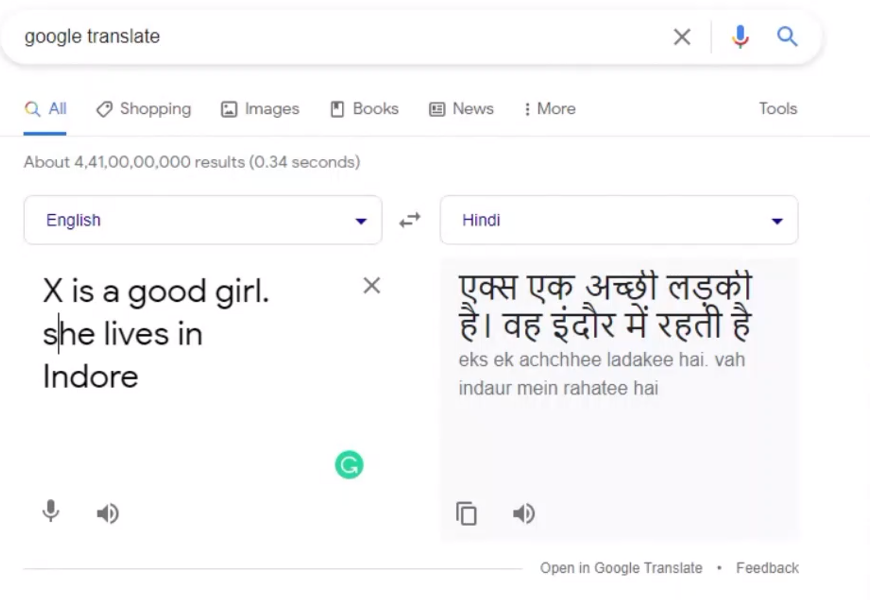 google translate
All Shopping Images Books News More Tools
About 4,41,00,00,000 results (0.34 seconds)
English Hindi
X is a good girl.
she lives in
Indore
एक्स एक अच्छी लड़की
है। वह इंदौर में रहती है
eks ek achchhee ladakee hai. vah
indaur mein rahatee hai
Open in Google Translate • Feedback